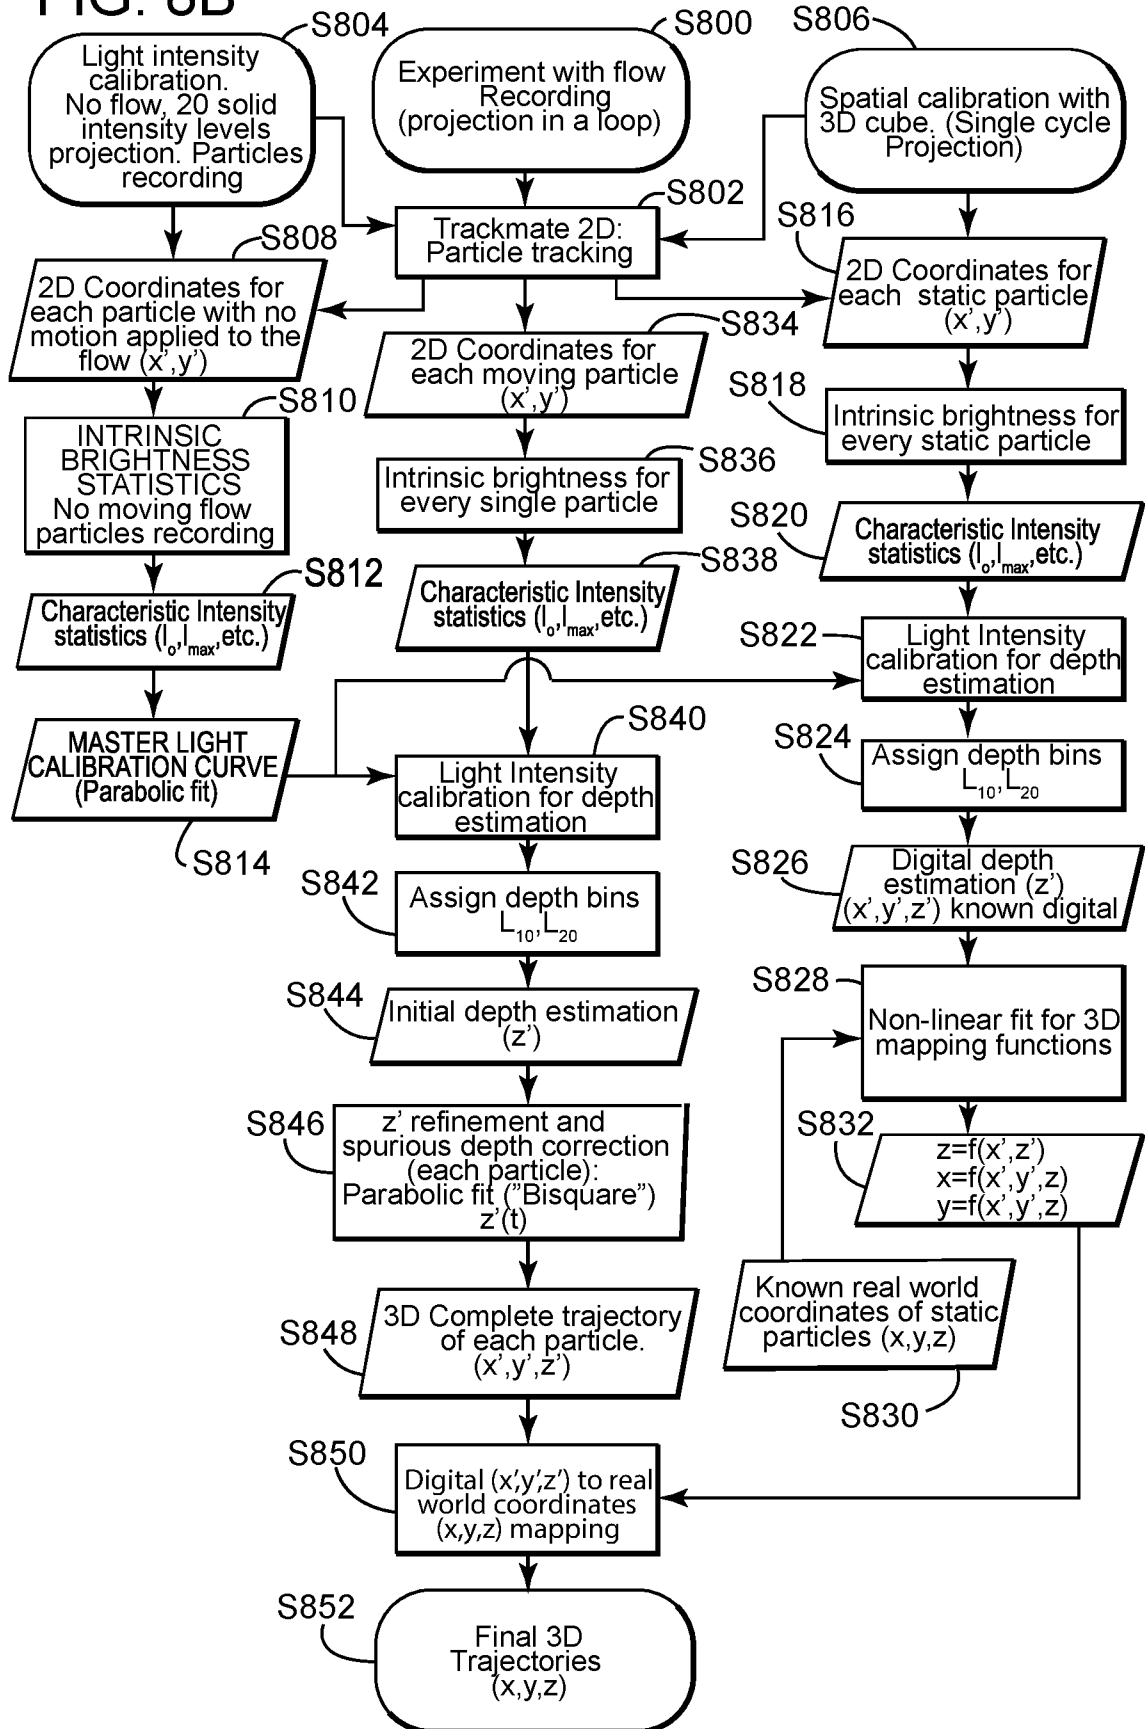 FIG. 8B
S804
Light intensity
calibration.
No flow, 20 solid
intensity levels
projection. Particles
recording
S800
Experiment with flow
Recording
(projection in a loop)
S806
Spatial calibration with
3D cube. (Single cycle
Projection)
S802
Trackmate 2D:
Particle tracking
S808
2D Coordinates for
each particle with no
motion applied to the
flow (x',y')
S816
2D Coordinates for
each static particle
(x',y')
S834
2D Coordinates for
each moving particle
(x',y')
S810
INTRINSIC
BRIGHTNESS
STATISTICS
No moving flow
particles recording
S818
Intrinsic brightness for
every static particle
S836
Intrinsic brightness for
every single particle
S820
Characteristic Intensity
statistics (Io,Imax,etc.)
S812
Characteristic Intensity
statistics (Io,Imax,etc.)
S838
Characteristic Intensity
statistics (Io,Imax,etc.)
S822
Light Intensity
calibration for depth
estimation
MASTER LIGHT
CALIBRATION CURVE
(Parabolic fit)
S814
S840
Light Intensity
calibration for depth
estimation
S824
Assign depth bins
L10,L20
S842
Assign depth bins
L10,L20
S826
Digital depth
estimation (z')
(x',y',z') known digital
S844
Initial depth estimation
(z')
S828
Non-linear fit for 3D
mapping functions
S846
z' refinement and
spurious depth correction
(each particle):
Parabolic fit ("Bisquare")
z'(t)
S832
z=f(x',z')
x=f(x',y',z)
y=f(x',y',z)
Known real world
coordinates of static
particles (x,y,z)
S830
S848
3D Complete trajectory
of each particle.
(x',y',z')
S850
Digital (x',y',z') to real
world coordinates
(x,y,z) mapping
S852
Final 3D
Trajectories
(x,y,z)